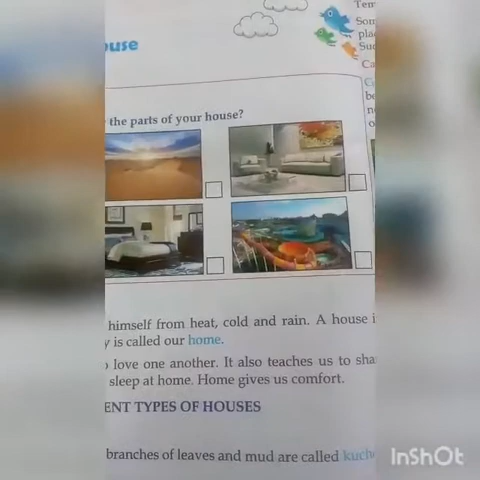 ouse
the parts of your house?
himself from heat, cold and rain. A house i
y is called our home.
love one another. It also teaches us to sha
sleep at home. Home gives us comfort.
ENT TYPES OF HOUSES
branches of leaves and mud are called kuch
Tem
Som
pla
Suc
Ca
be
InShOt